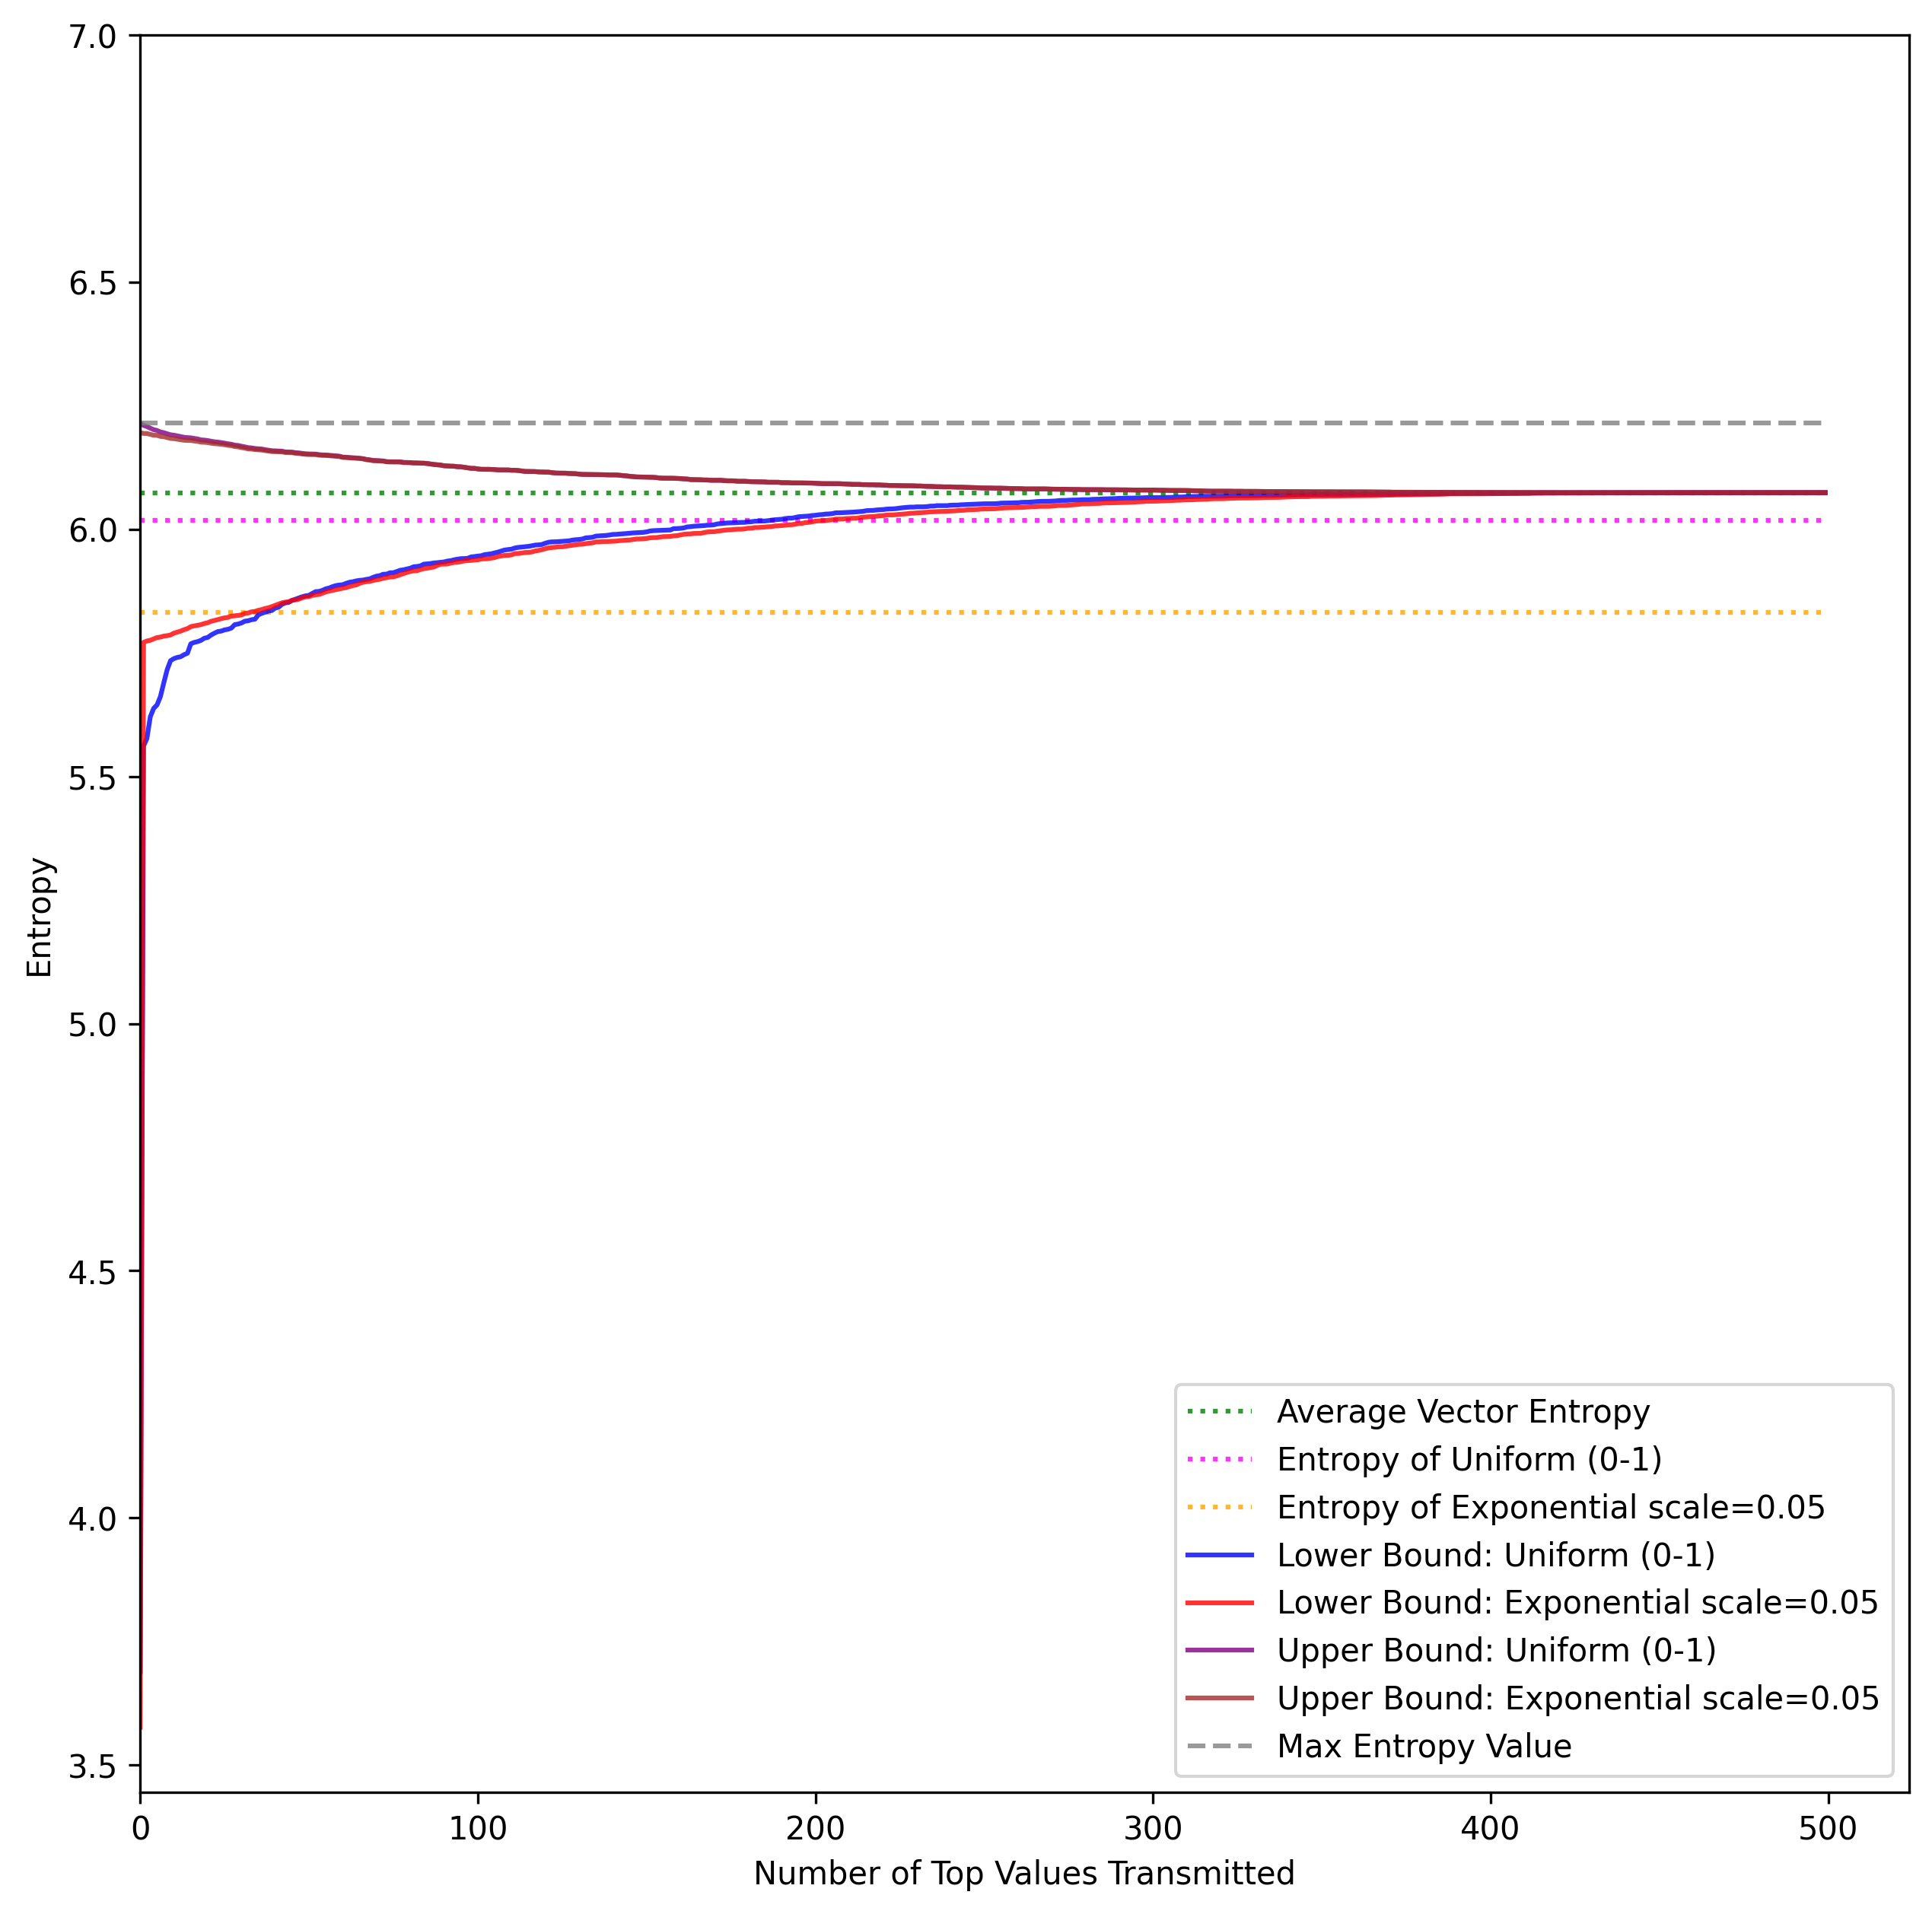 7.0
6.5
6.0
5.5
5.0
4.5
4.0
3.5
Entropy
0 100 200 300 400 500
Number of Top Values Transmitted
Average Vector Entropy
Entropy of Uniform (0-1)
Entropy of Exponential scale=0.05
Lower Bound: Uniform (0-1)
Lower Bound: Exponential scale=0.05
Upper Bound: Uniform (0-1)
Upper Bound: Exponential scale=0.05
Max Entropy Value